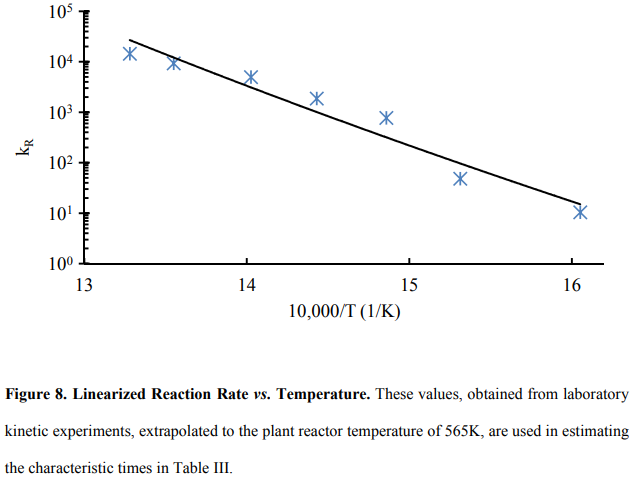 10⁵
10⁴
10³
10²
10¹
10⁰
k_R
13 14 15 16
10,000/T (1/K)
Figure 8. Linearized Reaction Rate vs. Temperature. These values, obtained from laboratory
kinetic experiments, extrapolated to the plant reactor temperature of 565K, are used in estimating
the characteristic times in Table III.